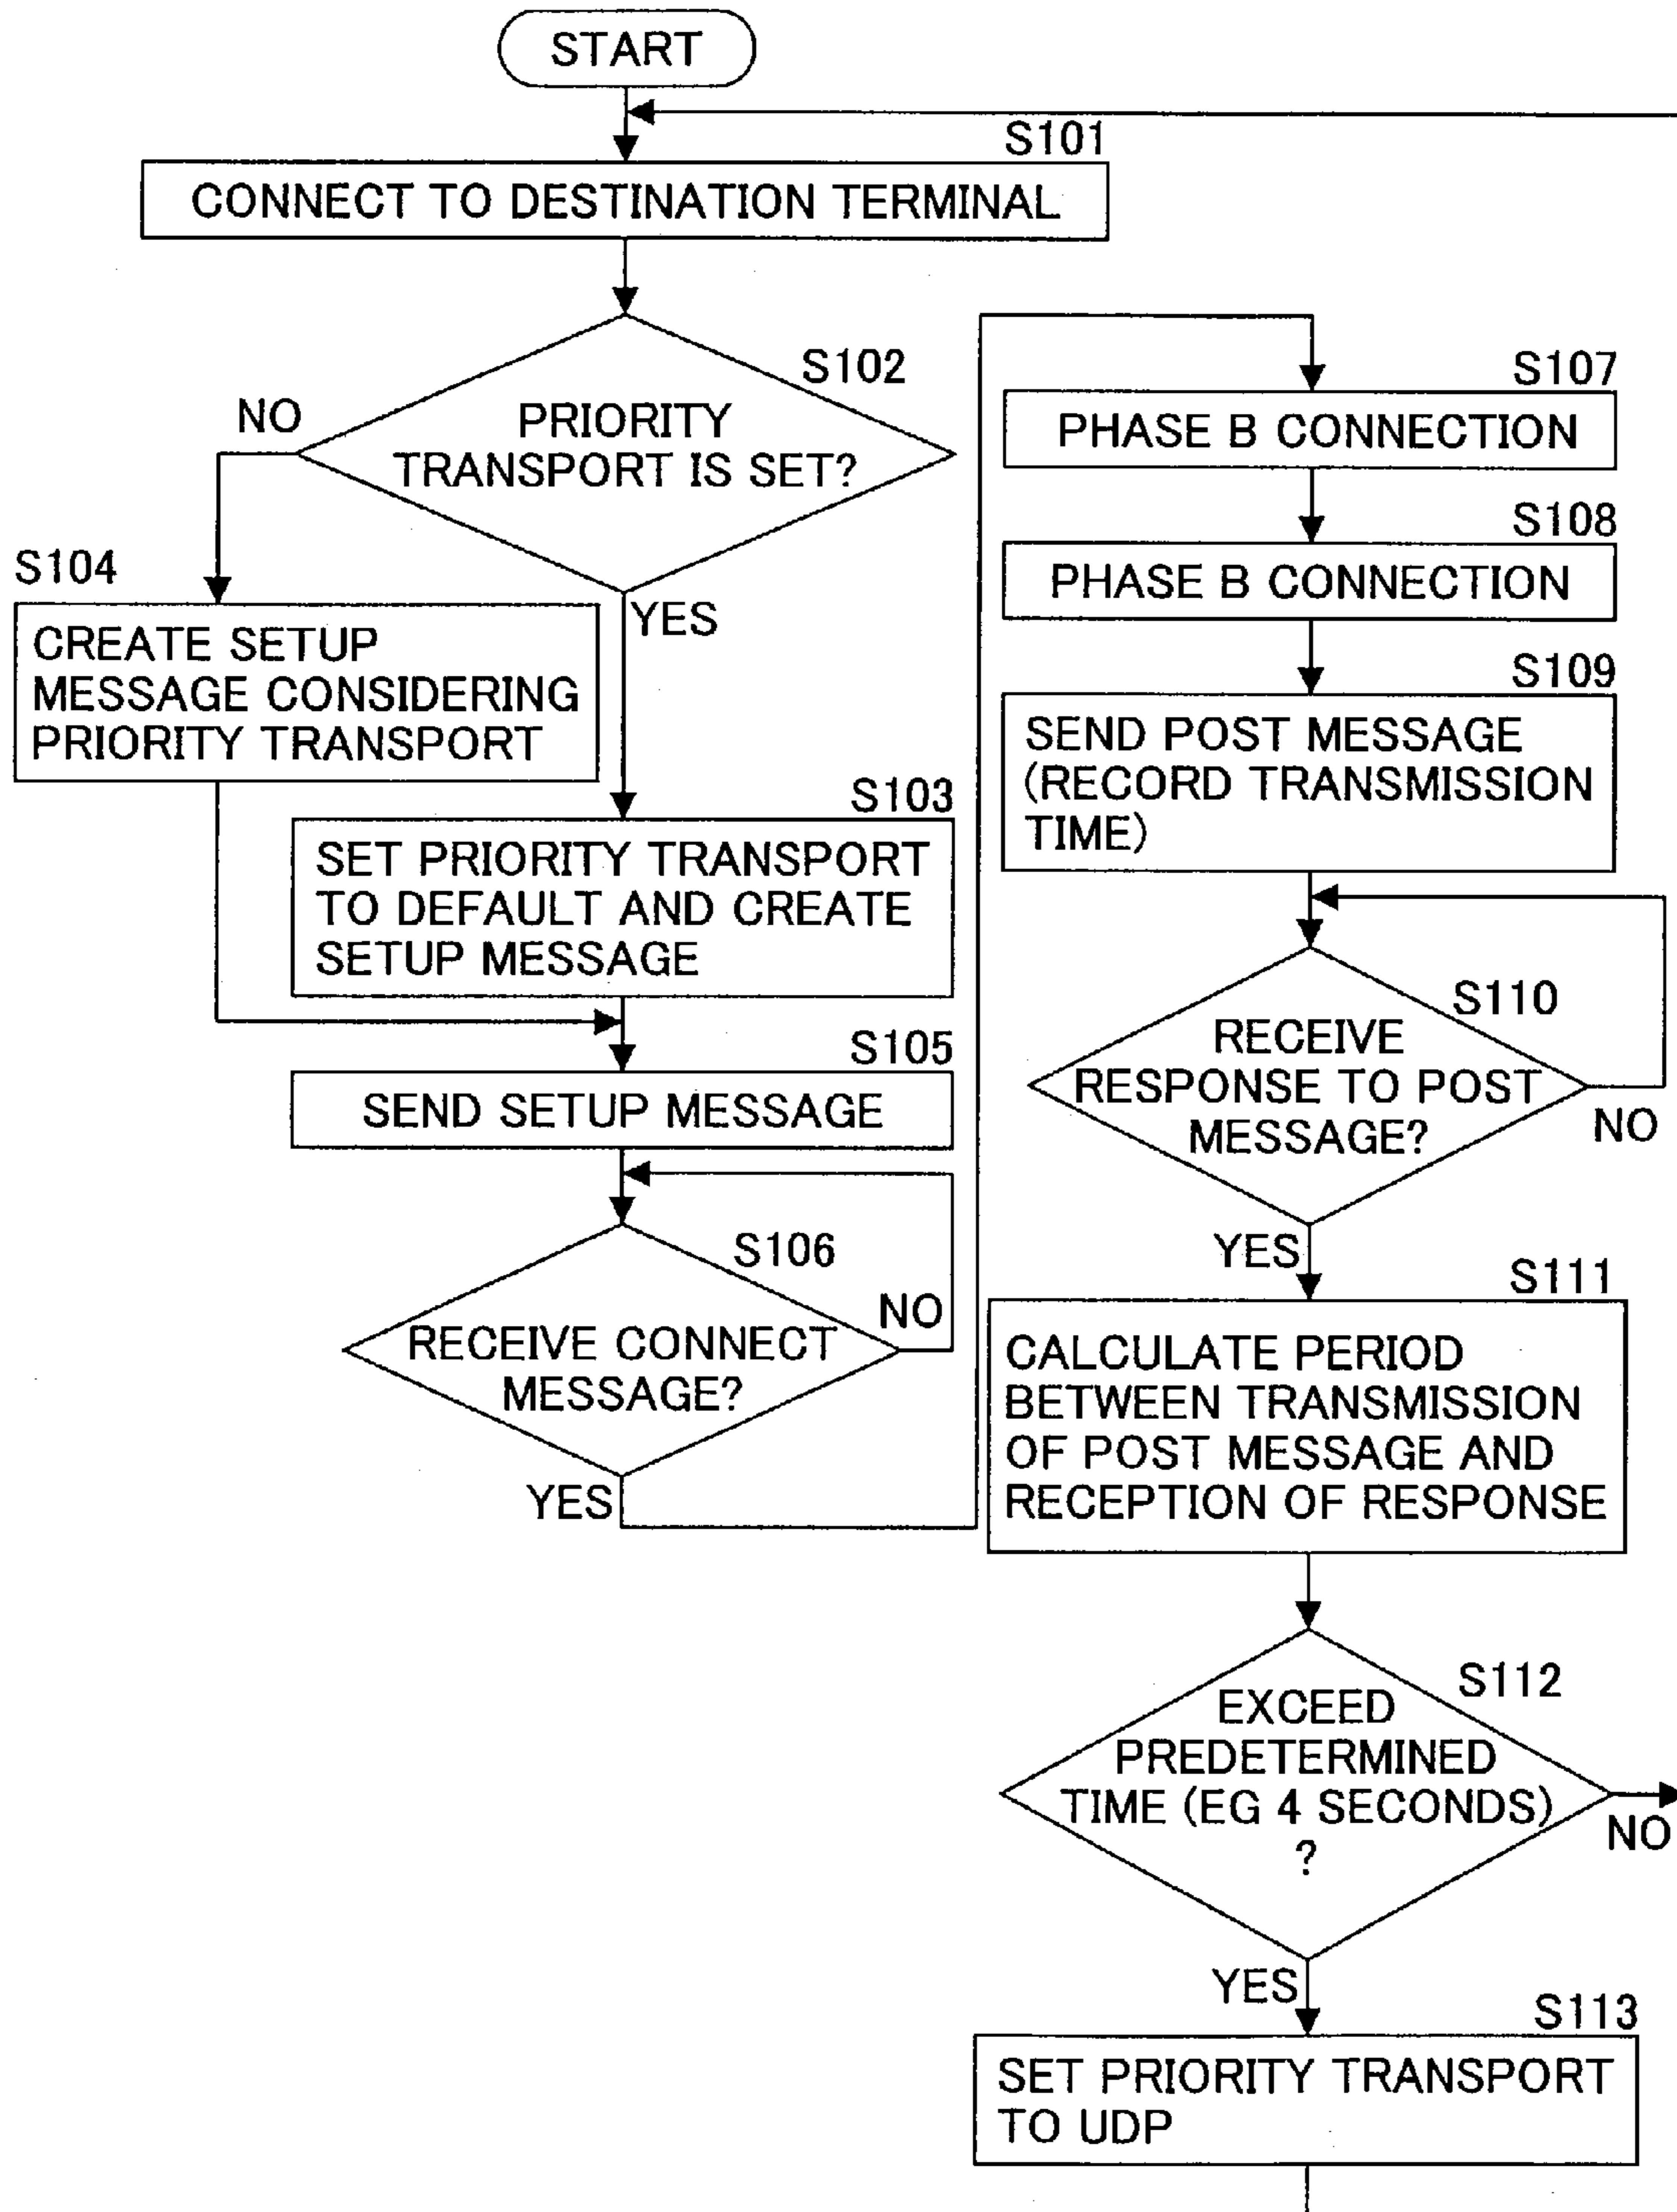 START
S101
CONNECT TO DESTINATION TERMINAL
S102
NO
PRIORITY
TRANSPORT IS SET?
YES
S104
CREATE SETUP
MESSAGE CONSIDERING
PRIORITY TRANSPORT
S103
SET PRIORITY TRANSPORT
TO DEFAULT AND CREATE
SETUP MESSAGE
S105
SEND SETUP MESSAGE
S106
NO
RECEIVE CONNECT
MESSAGE?
YES
S107
PHASE B CONNECTION
S108
PHASE B CONNECTION
S109
SEND POST MESSAGE
(RECORD TRANSMISSION
TIME)
S110
RECEIVE
RESPONSE TO POST
MESSAGE?
NO
YES
S111
CALCULATE PERIOD
BETWEEN TRANSMISSION
OF POST MESSAGE AND
RECEPTION OF RESPONSE
S112
EXCEED
PREDETERMINED
TIME (EG 4 SECONDS)
?
NO
YES
S113
SET PRIORITY TRANSPORT
TO UDP